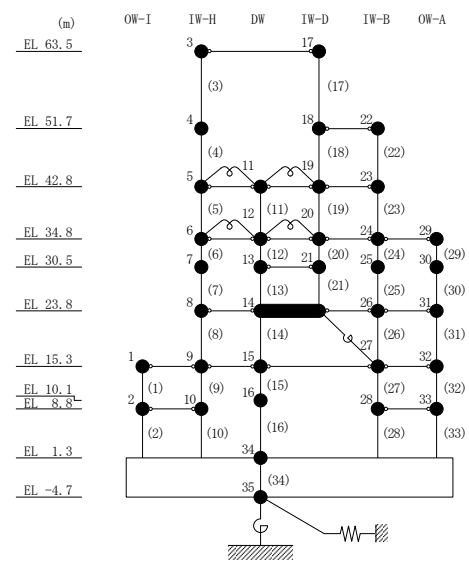 (m) OW-I IW-H DW IW-D IW-B OW-A
EL 63.5 3 17
(3) (17)
EL 51.7 4 18 22
(4) 11 19 (18) (22)
EL 42.8 5 23
(5) 12 (11) 20 (19) (23)
EL 34.8 6 24 29
(6) (12) (20) (24) (29)
EL 30.5 7 13 21 25 30
(7) (13) (21) (25) (30)
EL 23.8 8 14 26 31
(8) (14) 27 (26) (31)
EL 15.3 1 9 15 32
(1) (9) (15) (27) (32)
EL 10.1 16
EL 8.8 2 10 28 33
(2) (10) (16) (28) (33)
EL 1.3 34
(34)
EL -4.7 35